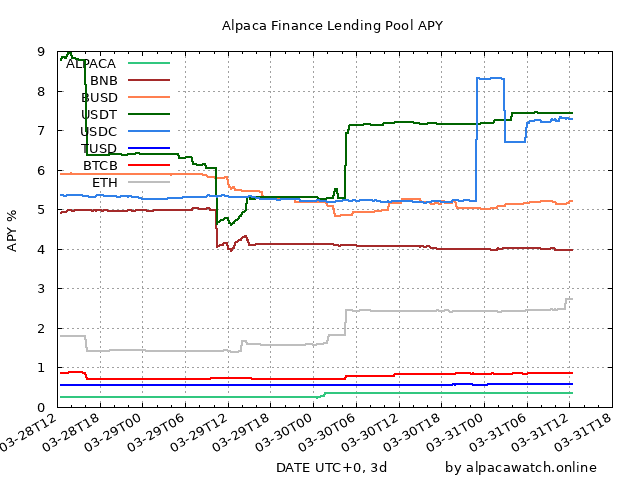 Alpaca Finance Lending Pool APY
9
8
7
6
5
4
3
2
1
0
APY %
ALPACA
BNB
BUSD
USDT
USDC
TUSD
BTCB
ETH
03-28T12
03-28T18
03-29T00
03-29T06
03-29T12
03-29T18
03-30T00
03-30T06
03-30T12
03-30T18
03-31T00
03-31T06
03-31T12
03-31T18
DATE UTC+0, 3d
by alpacawatch.online